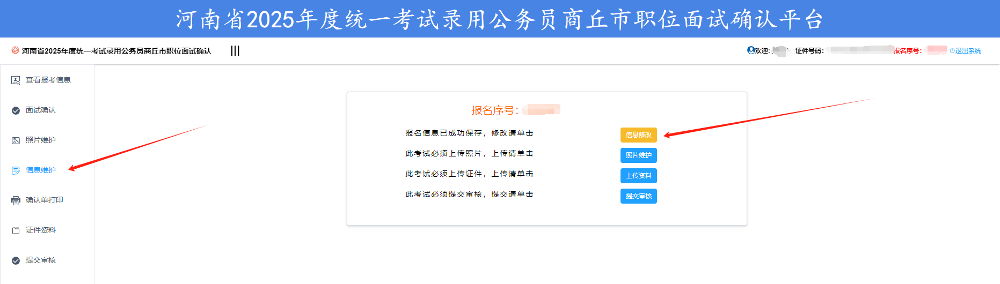 河南省2025年度统一考试录用公务员商丘市职位面试确认平台
河南省2025年度统一考试录用公务员商丘市职位面试确认
欢迎: 证件号码: 报名序号: 退出系统
查看报考信息
面试确认
照片维护
信息维护
确认单打印
证件资料
提交审核
报名序号:
报名信息已成功保存，修改请单击 信息修改
此考试必须上传照片，上传请单击 照片维护
此考试必须上传证件，上传请单击 上传资料
此考试必须提交审核，提交请单击 提交审核